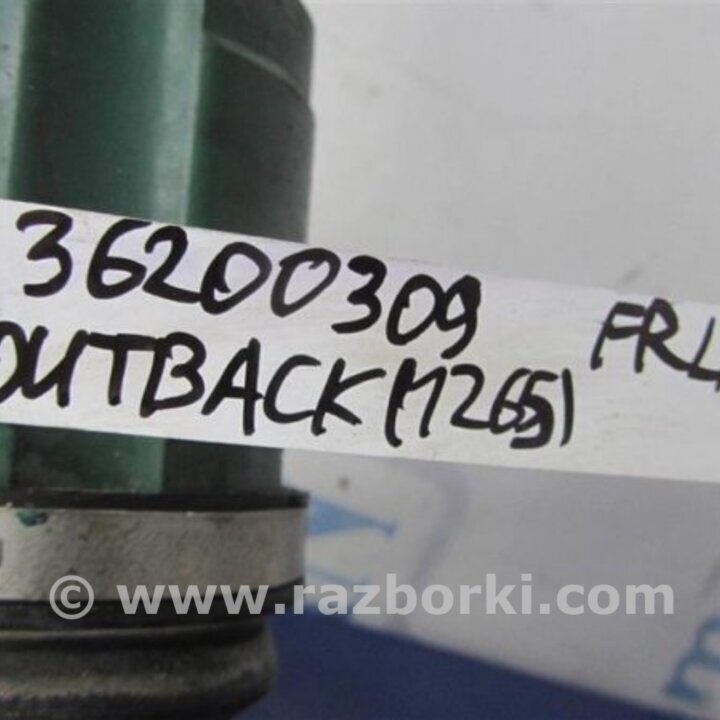 36200309 FRL
OUTBACK (1265)
© www.razborki.com